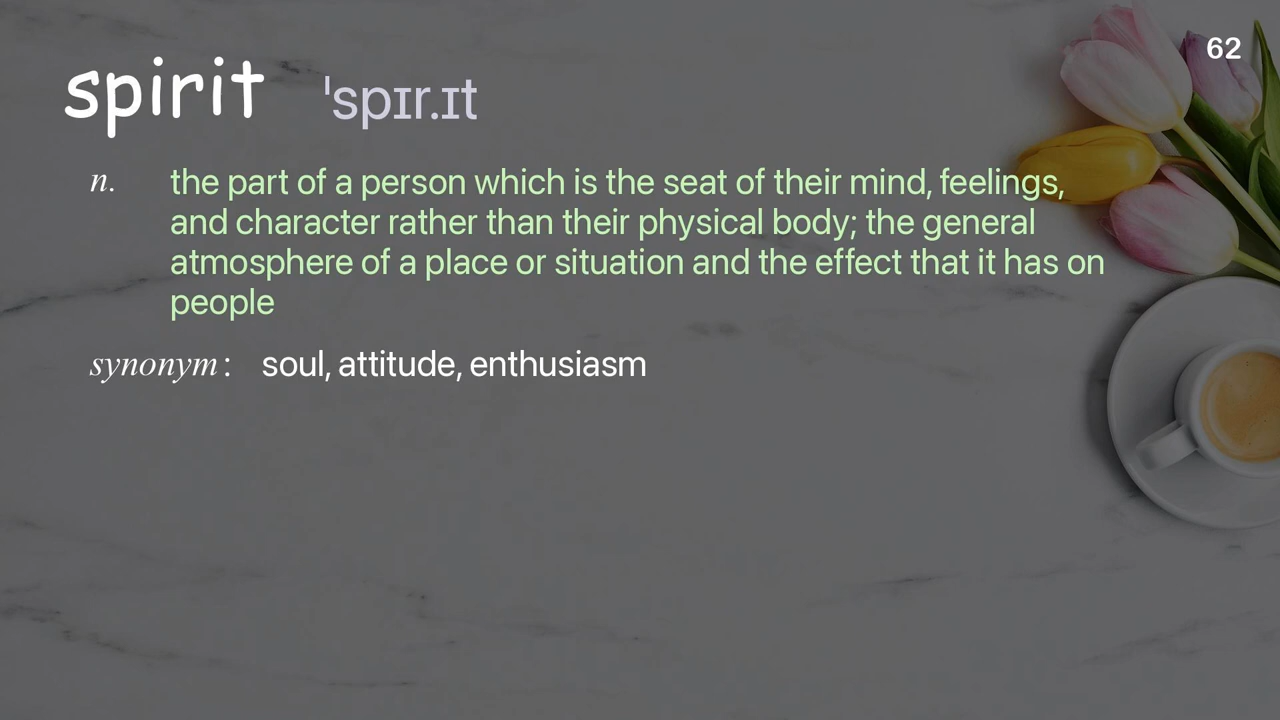 62
spirit ˈspɪr.ɪt
n. the part of a person which is the seat of their mind, feelings,
and character rather than their physical body; the general
atmosphere of a place or situation and the effect that it has on
people
synonym: soul, attitude, enthusiasm